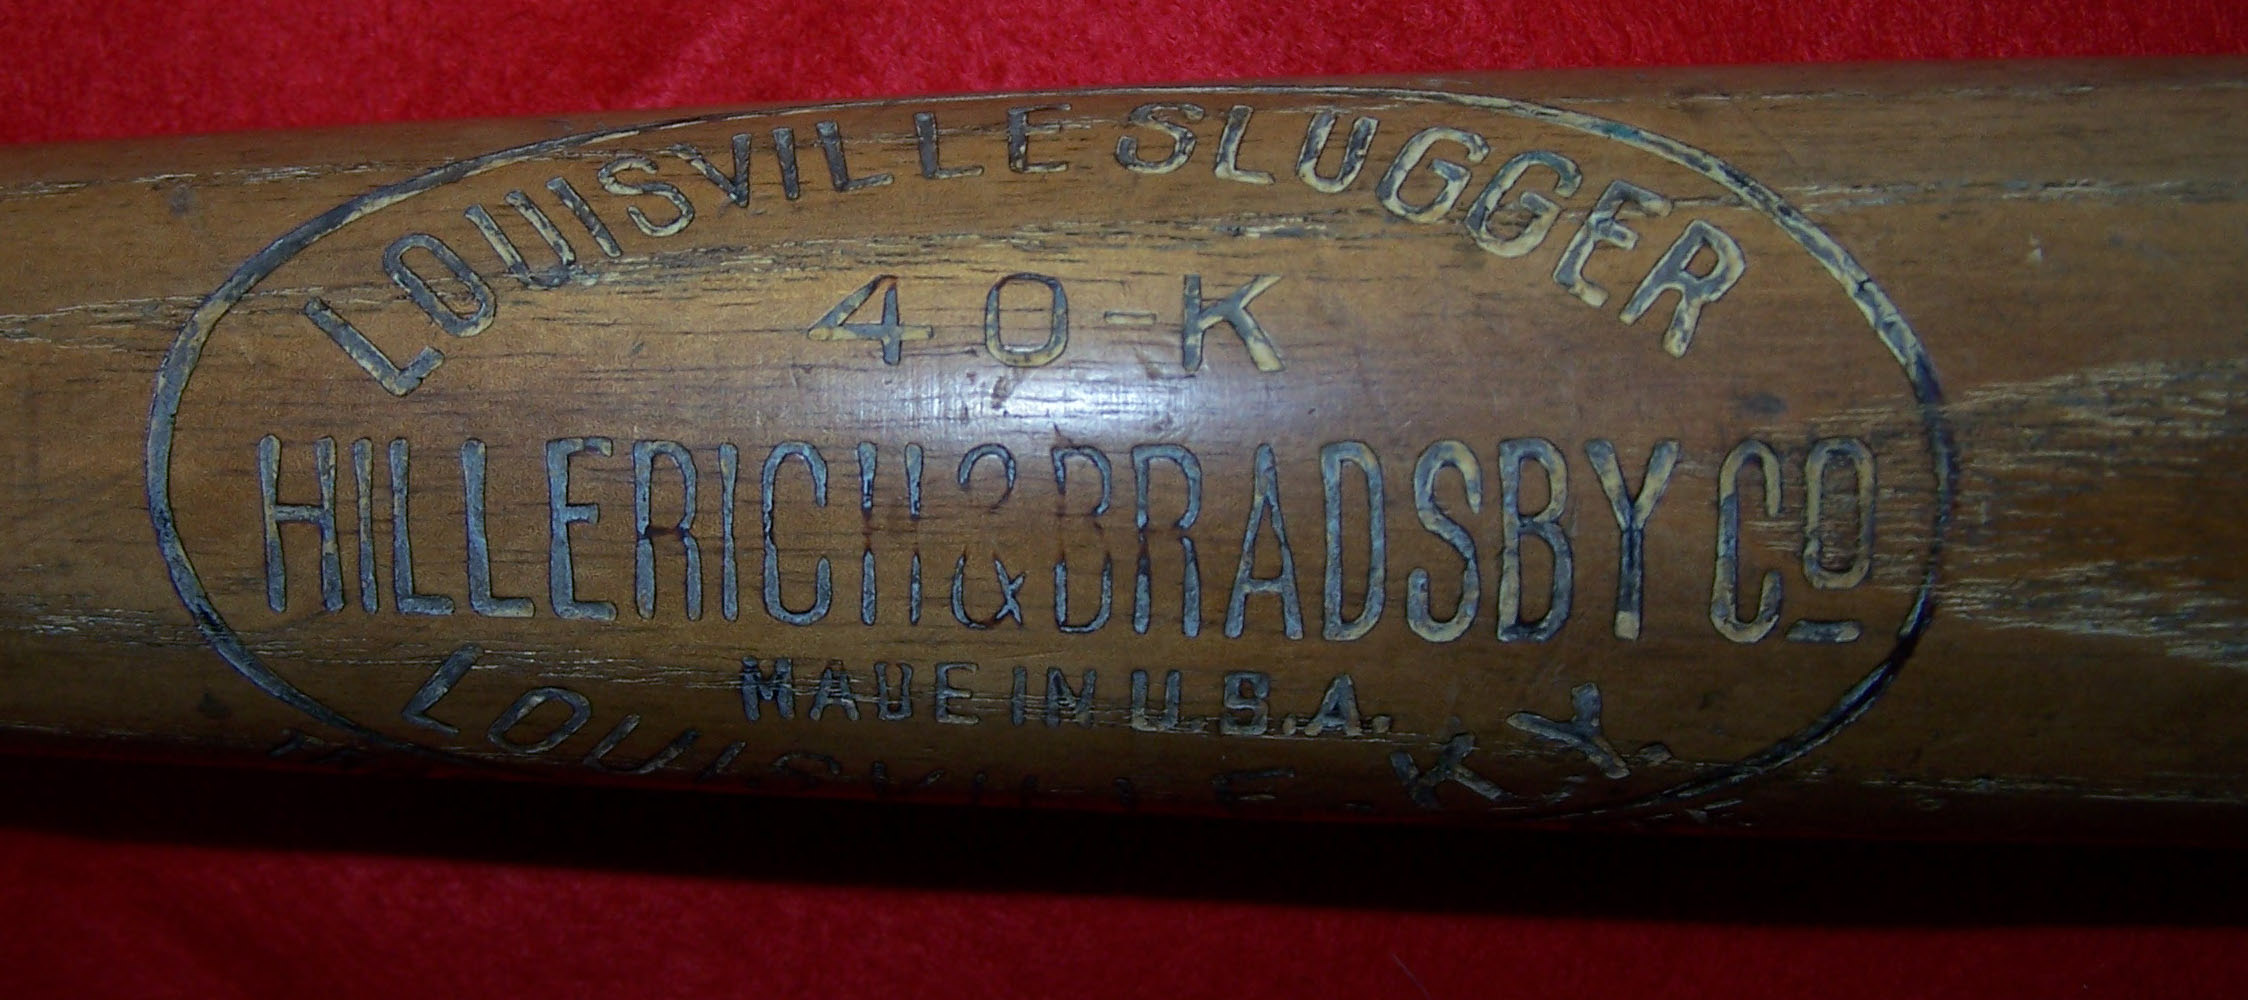 LOUISVILLE SLUGGER
40-K
HILLERICH & BRADSBY CO
MADE IN U.S.A.
LOUISVILLE. KY.